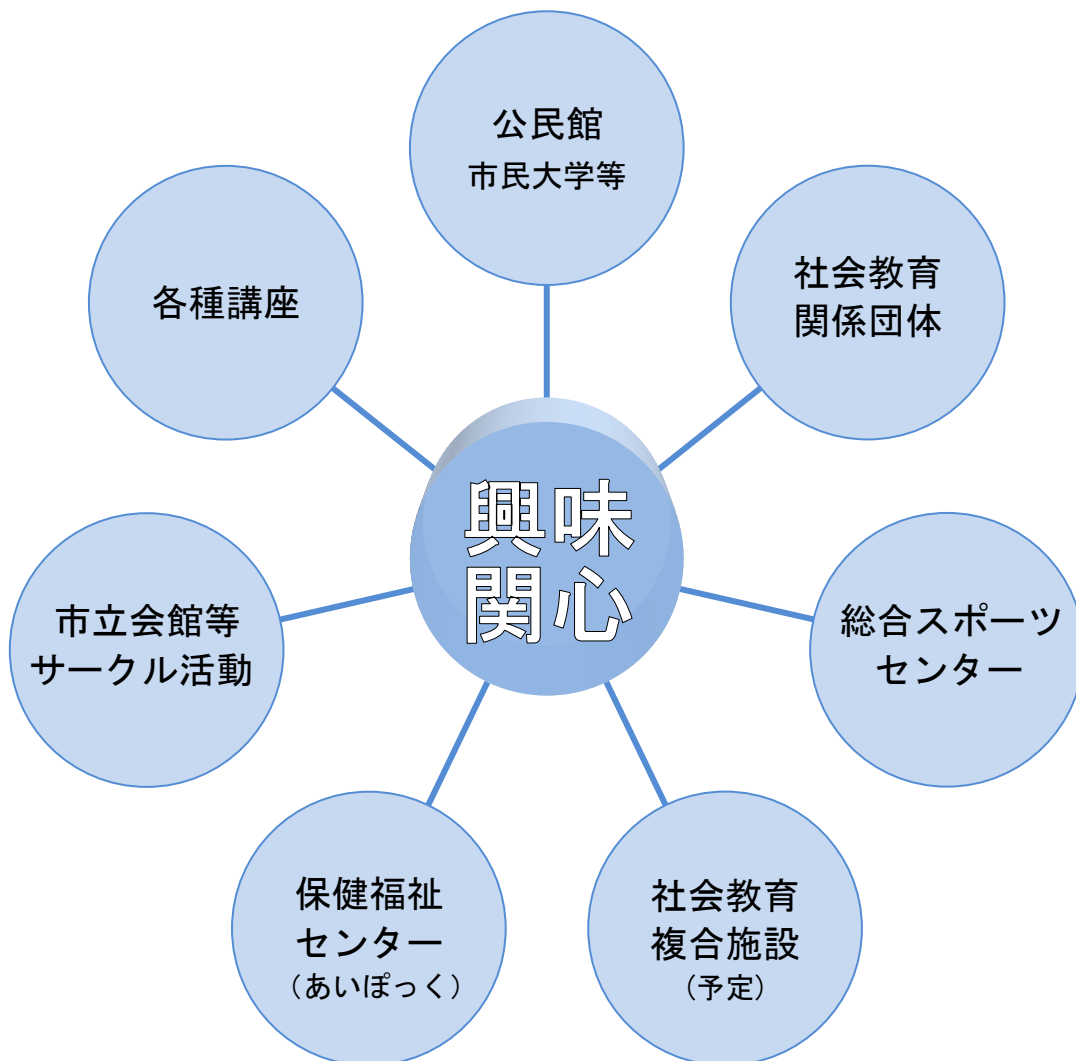 公民館
市民大学等
社会教育
関係団体
各種講座
興味
関心
市立会館等
サークル活動
総合スポーツ
センター
保健福祉
センター
（あいぽっく）
社会教育
複合施設
（予定）